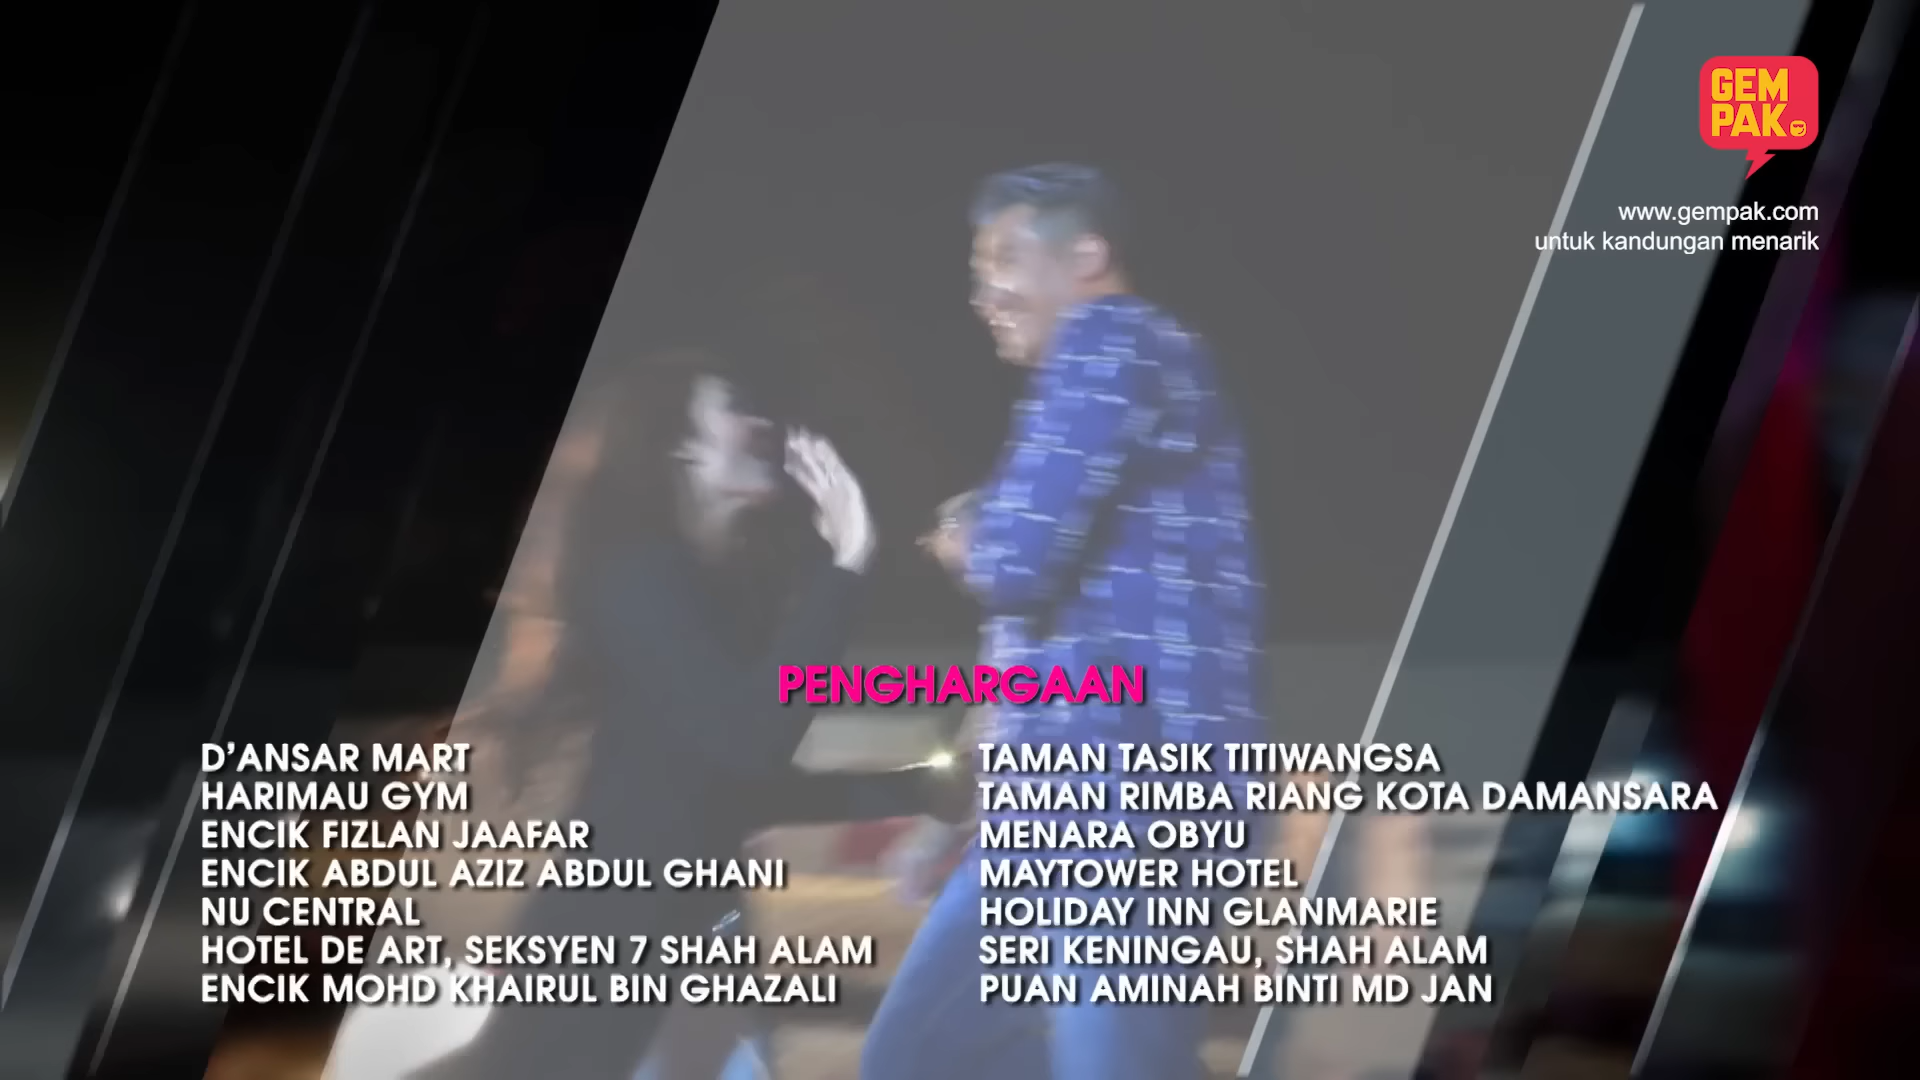 GEM
PAK
www.gempak.com
untuk kandungan menarik
PENGHARGAAN
D'ANSAR MART
HARIMAU GYM
ENCIK FIZLAN JAAFAR
ENCIK ABDUL AZIZ ABDUL GHANI
NU CENTRAL
HOTEL DE ART, SEKSYEN 7 SHAH ALAM
ENCIK MOHD KHAIRUL BIN GHAZALI
TAMAN TASIK TITIWANGSA
TAMAN RIMBA RIANG KOTA DAMANSARA
MENARA OBYU
MAYTOWER HOTEL
HOLIDAY INN GLANMARIE
SERI KENINGAU, SHAH ALAM
PUAN AMINAH BINTI MD JAN